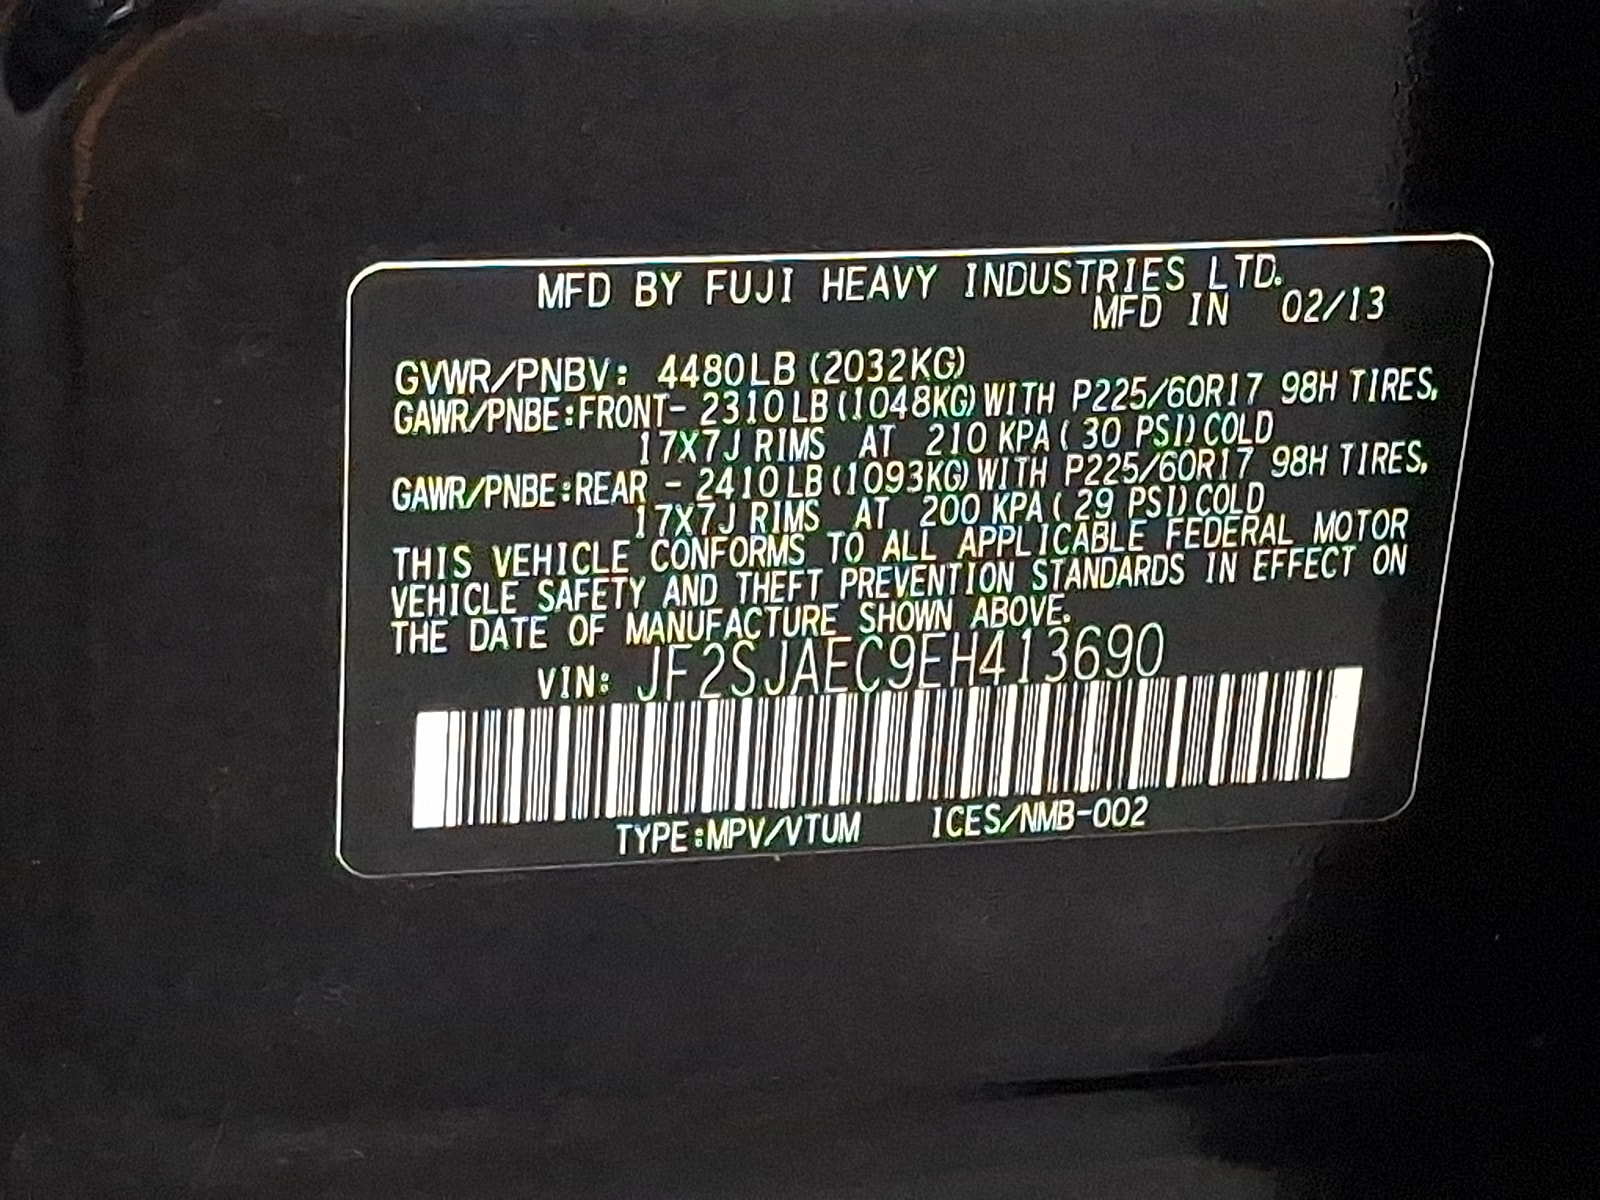 MFD BY FUJI HEAVY INDUSTRIES LTD.
MFD IN 02/13
GVWR/PNBV: 4480LB (2032KG)
GAWR/PNBE:FRONT- 2310LB (1048KG) WITH P225/60R17 98H TIRES,
17X7J RIMS AT 210 KPA ( 30 PSI) COLD
GAWR/PNBE:REAR - 2410LB (1093KG) WITH P225/60R17 98H TIRES,
17X7J RIMS AT 200 KPA ( 29 PSI) COLD
THIS VEHICLE CONFORMS TO ALL APPLICABLE FEDERAL MOTOR
VEHICLE SAFETY AND THEFT PREVENTION STANDARDS IN EFFECT ON
THE DATE OF MANUFACTURE SHOWN ABOVE.
VIN: JF2SJAEC9EH413690
TYPE:MPV/VTUM ICES/NMB-002